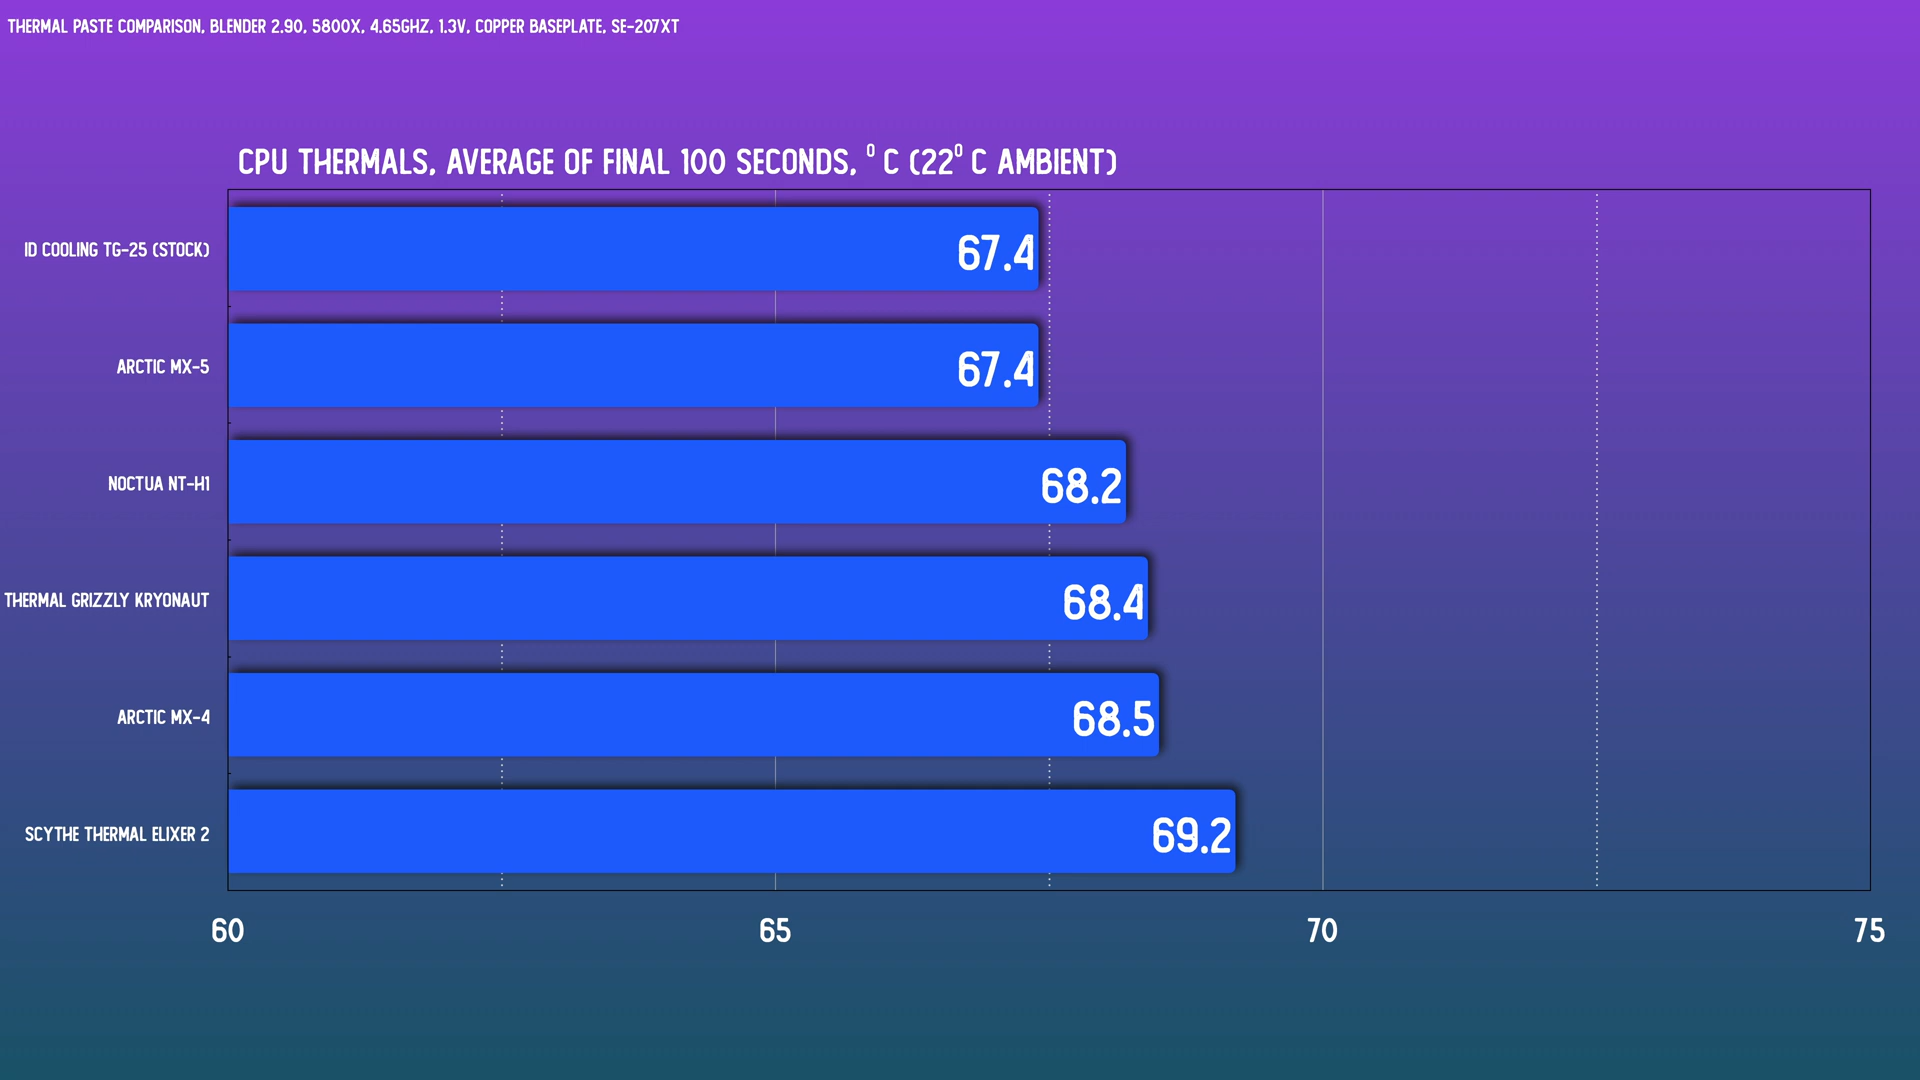 THERMAL PASTE COMPARISON, BLENDER 2.90, 5800X, 4.65GHZ, 1.3V, COPPER BASEPLATE, SE-207XT
CPU THERMALS, AVERAGE OF FINAL 100 SECONDS, ° C (22° C AMBIENT)
ID COOLING TG-25 (STOCK) 67.4
ARCTIC MX-5 67.4
NOCTUA NT-H1 68.2
THERMAL GRIZZLY KRYONAUT 68.4
ARCTIC MX-4 68.5
SCYTHE THERMAL ELIXER 2 69.2
60 65 70 75